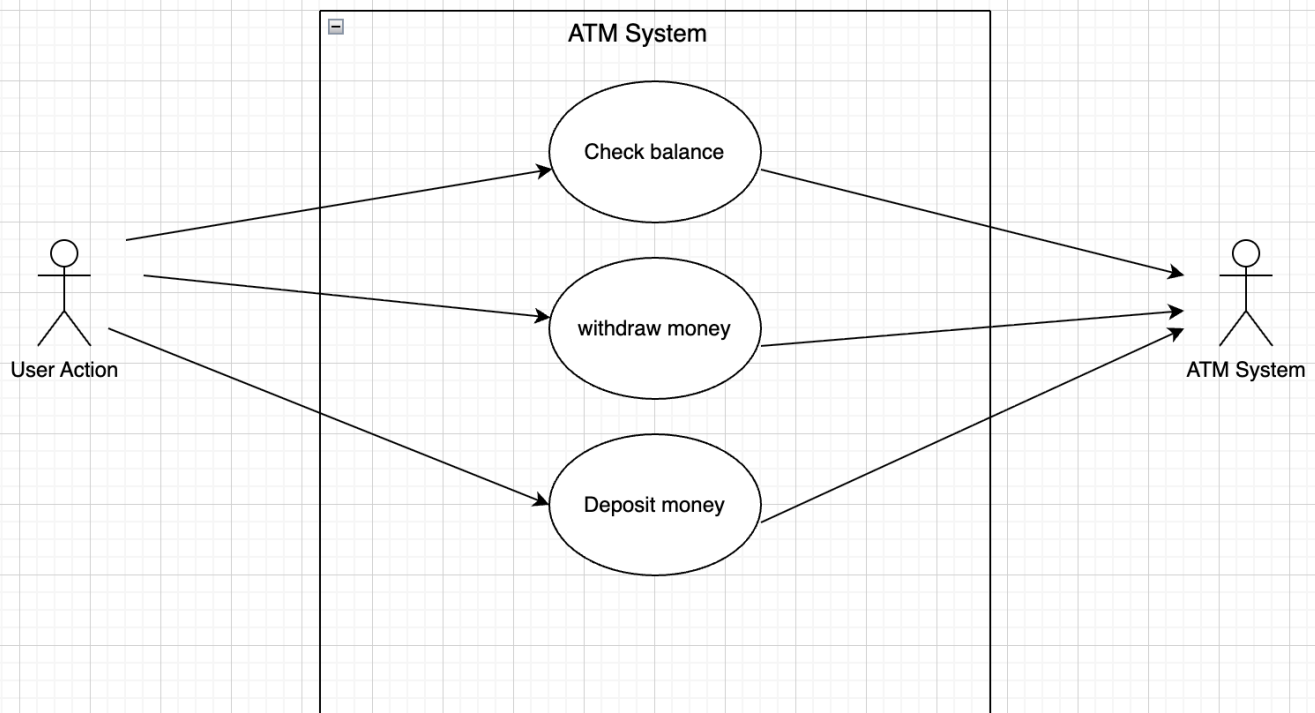 ATM System
Check balance
withdraw money
User Action
ATM System
Deposit money